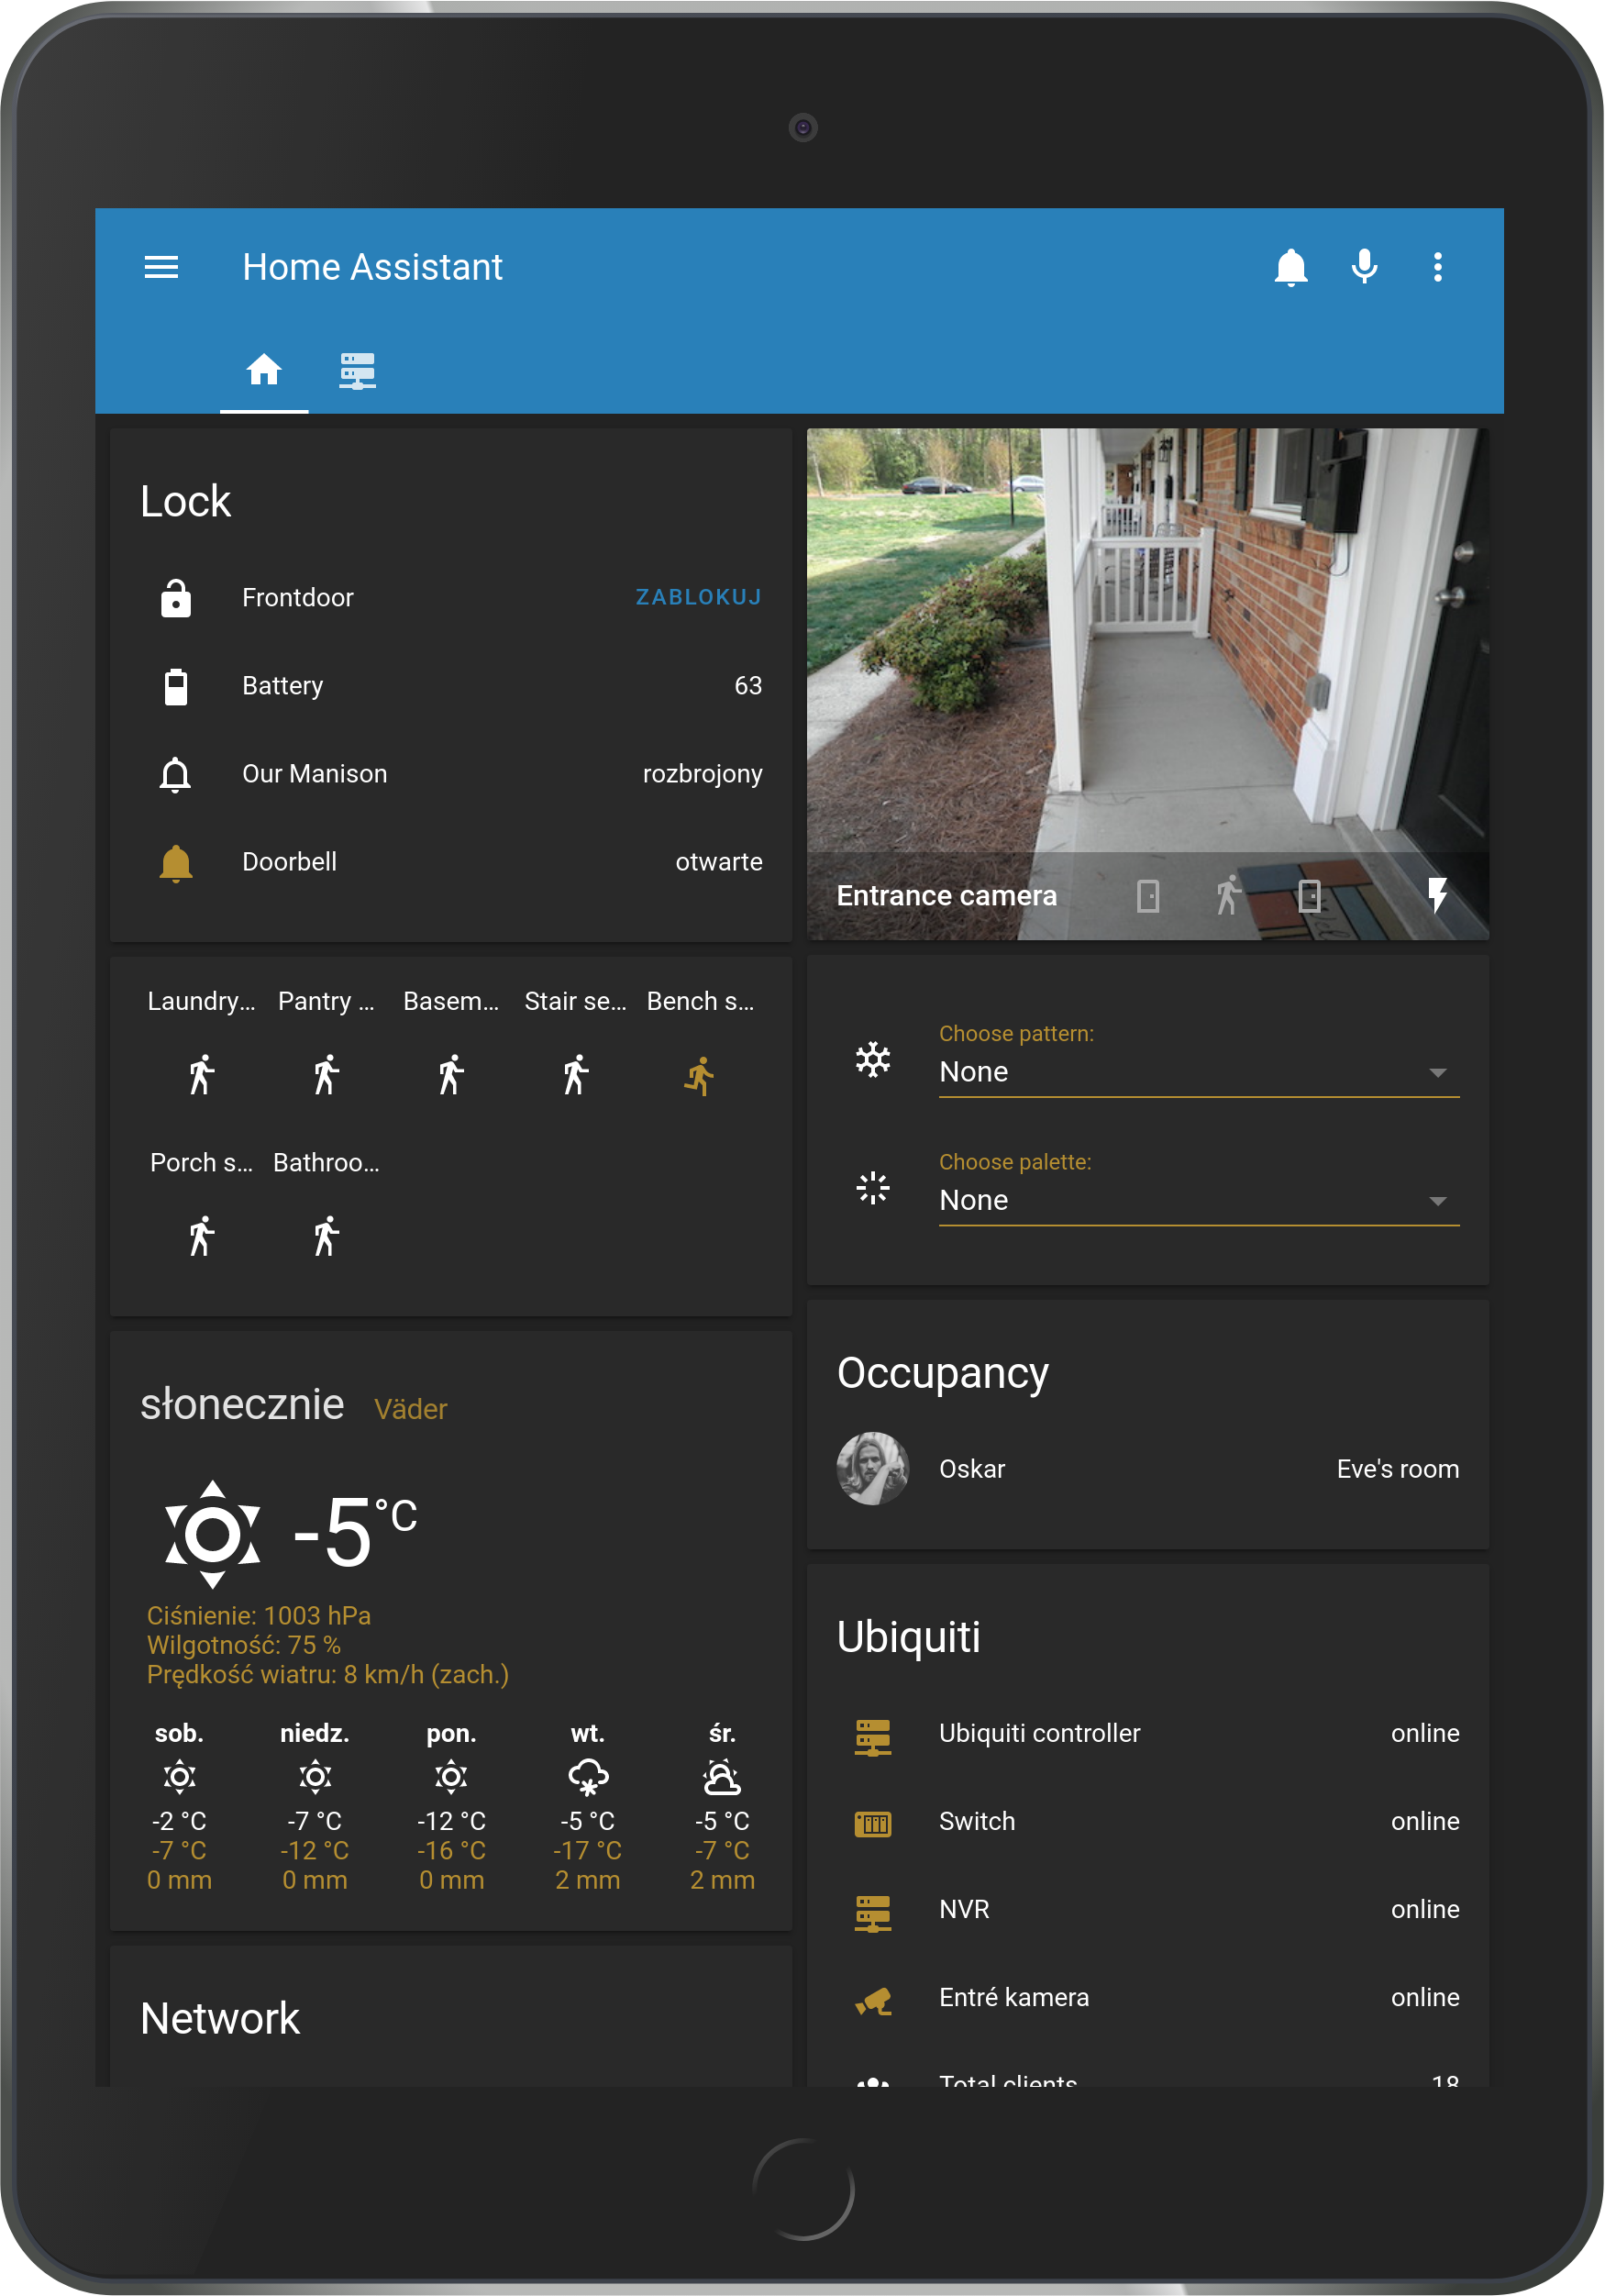 Home Assistant
Lock
Frontdoor ZABLOKUJ
Battery 63
Our Manison rozbrojony
Doorbell otwarte
Laundry... Pantry ... Basem... Stair se... Bench s...
Porch s... Bathroo...
słonecznie Väder
-5 °C
Ciśnienie: 1003 hPa
Wilgotność: 75 %
Prędkość wiatru: 8 km/h (zach.)
sob. niedz. pon. wt. śr.
-2 °C -7 °C -12 °C -5 °C -5 °C
-7 °C -12 °C -16 °C -17 °C -7 °C
0 mm 0 mm 0 mm 2 mm 2 mm
Network
Entrance camera
Choose pattern:
None
Choose palette:
None
Occupancy
Oskar Eve's room
Ubiquiti
Ubiquiti controller online
Switch online
NVR online
Entré kamera online
Total clients 18